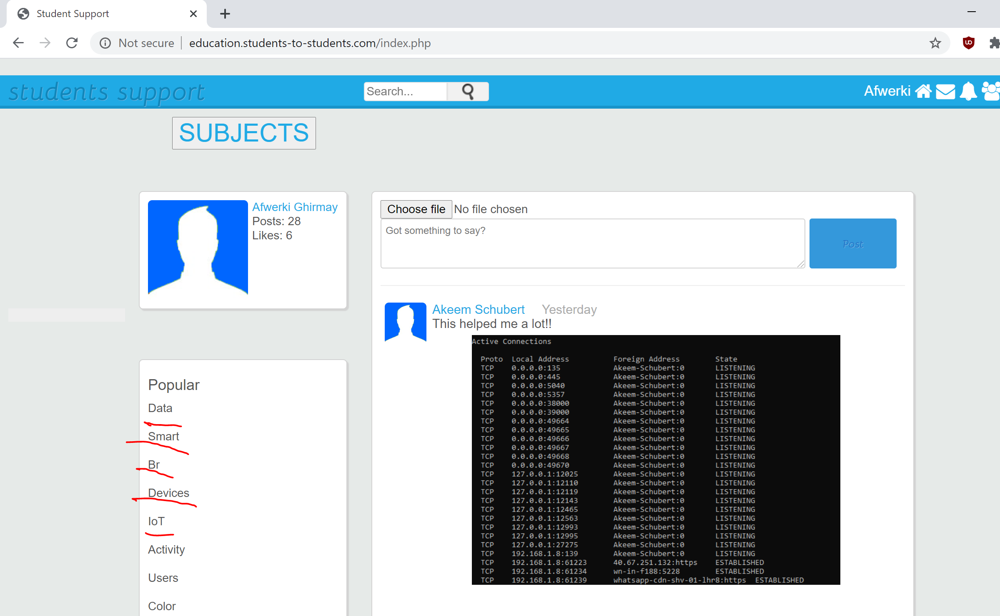 Student Support
Not secure education.students-to-students.com/index.php
students support
Search...
Afwerki
SUBJECTS
Afwerki Ghirmay
Posts: 28
Likes: 6
Choose file No file chosen
Got something to say?
Post
Akeem Schubert Yesterday
This helped me a lot!!
Active Connections
Proto Local Address Foreign Address State
TCP 0.0.0.0:135 Akeem-Schubert:0 LISTENING
TCP 0.0.0.0:445 Akeem-Schubert:0 LISTENING
TCP 0.0.0.0:5040 Akeem-Schubert:0 LISTENING
TCP 0.0.0.0:5357 Akeem-Schubert:0 LISTENING
TCP 0.0.0.0:38000 Akeem-Schubert:0 LISTENING
TCP 0.0.0.0:39000 Akeem-Schubert:0 LISTENING
TCP 0.0.0.0:49664 Akeem-Schubert:0 LISTENING
TCP 0.0.0.0:49665 Akeem-Schubert:0 LISTENING
TCP 0.0.0.0:49666 Akeem-Schubert:0 LISTENING
TCP 0.0.0.0:49667 Akeem-Schubert:0 LISTENING
TCP 0.0.0.0:49668 Akeem-Schubert:0 LISTENING
TCP 0.0.0.0:49670 Akeem-Schubert:0 LISTENING
TCP 127.0.0.1:12025 Akeem-Schubert:0 LISTENING
TCP 127.0.0.1:12110 Akeem-Schubert:0 LISTENING
TCP 127.0.0.1:12119 Akeem-Schubert:0 LISTENING
TCP 127.0.0.1:12143 Akeem-Schubert:0 LISTENING
TCP 127.0.0.1:12465 Akeem-Schubert:0 LISTENING
TCP 127.0.0.1:12563 Akeem-Schubert:0 LISTENING
TCP 127.0.0.1:12993 Akeem-Schubert:0 LISTENING
TCP 127.0.0.1:12995 Akeem-Schubert:0 LISTENING
TCP 127.0.0.1:27275 Akeem-Schubert:0 LISTENING
TCP 192.168.1.8:139 Akeem-Schubert:0 LISTENING
TCP 192.168.1.8:61223 40.67.251.132:https ESTABLISHED
TCP 192.168.1.8:61234 wn-in-f188:5228 ESTABLISHED
TCP 192.168.1.8:61239 whatsapp-cdn-shv-01-lhr8:https ESTABLISHED
Popular
Data
Smart
Br
Devices
IoT
Activity
Users
Color